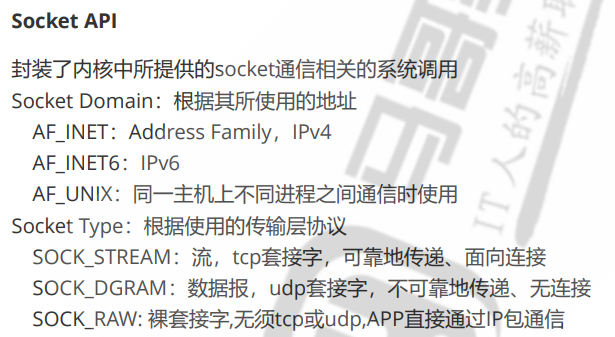 Socket API
封装了内核中所提供的socket通信相关的系统调用
Socket Domain：根据其所使用的地址
AF_INET：Address Family，IPv4
AF_INET6：IPv6
AF_UNIX：同一主机上不同进程之间通信时使用
Socket Type：根据使用的传输层协议
SOCK_STREAM：流，tcp套接字，可靠地传递、面向连接
SOCK_DGRAM：数据报，udp套接字，不可靠地传递、无连接
SOCK_RAW: 裸套接字,无须tcp或udp,APP直接通过IP包通信
IT人的高薪